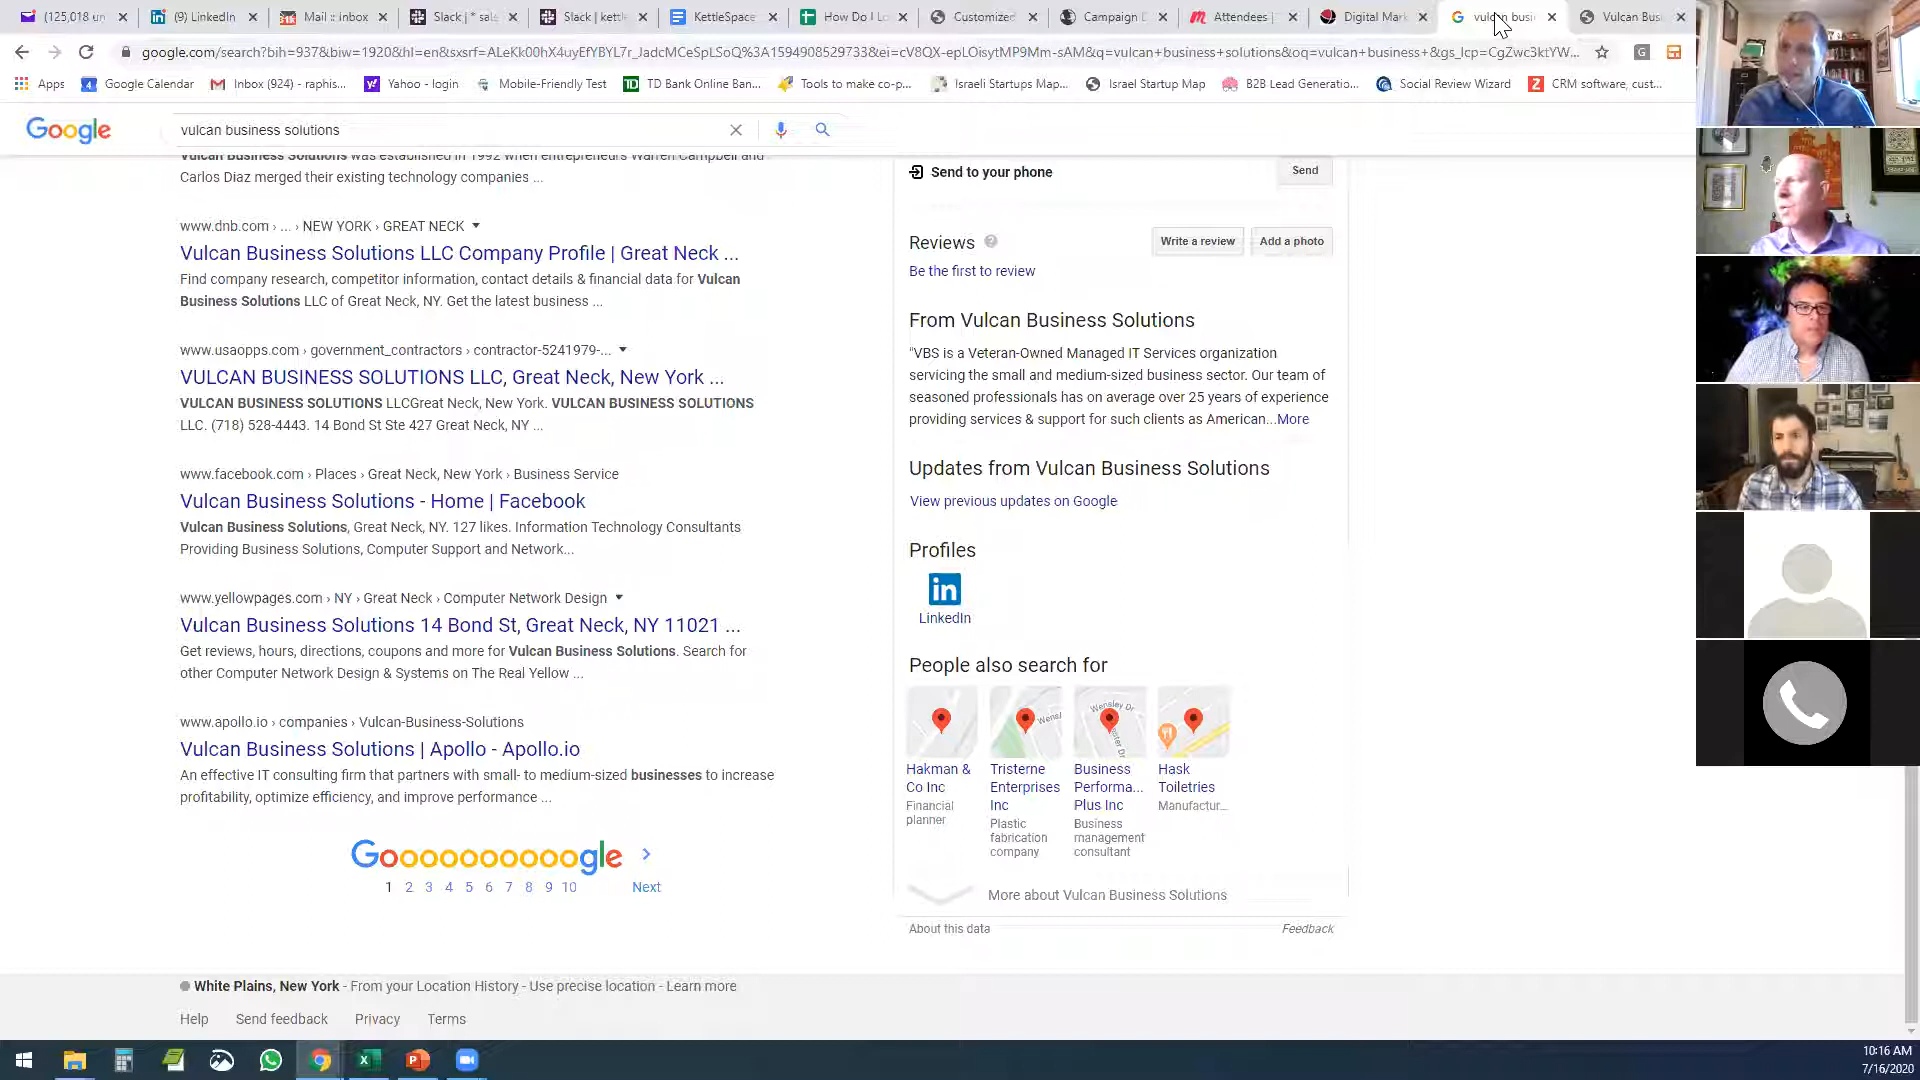 (125,018 un
(9) LinkedIn
Mail :: Inbox
Slack | * sale
Slack | kettle
KettleSpace
How Do I Lo
Customized
Campaign D
Attendees |
Digital Mark
vulcan busi
Vulcan Busi
google.com/search?bih=937&biw=1920&hl=en&sxsrf=ALeKk00hX4uyEfYBYL7r_JadcMCeSpLSoQ%3A1594908529733&ei=cV8QX-epLOisytMP9Mm-sAM&q=vulcan+business+solutions&oq=vulcan+business+&gs_lcp=CgZwc3ktYW...
Apps
Google Calendar
Inbox (924) - raphis...
Yahoo - login
Mobile-Friendly Test
TD Bank Online Ban...
Tools to make co-p...
Israeli Startups Map...
Israel Startup Map
B2B Lead Generatio...
Social Review Wizard
CRM software, cust...
Google
vulcan business solutions
Vulcan Business Solutions was established in 1992 when entrepreneurs Warren Campbell and
Carlos Diaz merged their existing technology companies ...
www.dnb.com › ... › NEW YORK › GREAT NECK
Vulcan Business Solutions LLC Company Profile | Great Neck ...
Find company research, competitor information, contact details & financial data for Vulcan
Business Solutions LLC of Great Neck, NY. Get the latest business ...
www.usaopps.com › government_contractors › contractor-5241979-...
VULCAN BUSINESS SOLUTIONS LLC, Great Neck, New York ...
VULCAN BUSINESS SOLUTIONS LLCGreat Neck, New York. VULCAN BUSINESS SOLUTIONS
LLC. (718) 528-4443. 14 Bond St Ste 427 Great Neck, NY ...
www.facebook.com › Places › Great Neck, New York › Business Service
Vulcan Business Solutions - Home | Facebook
Vulcan Business Solutions, Great Neck, NY. 127 likes. Information Technology Consultants
Providing Business Solutions, Computer Support and Network...
www.yellowpages.com › NY › Great Neck › Computer Network Design
Vulcan Business Solutions 14 Bond St, Great Neck, NY 11021 ...
Get reviews, hours, directions, coupons and more for Vulcan Business Solutions. Search for
other Computer Network Design & Systems on The Real Yellow ...
www.apollo.io › companies › Vulcan-Business-Solutions
Vulcan Business Solutions | Apollo - Apollo.io
An effective IT consulting firm that partners with small- to medium-sized businesses to increase
profitability, optimize efficiency, and improve performance ...
Goooooooooogle
1 2 3 4 5 6 7 8 9 10 Next
Send to your phone
Send
Reviews
Write a review
Add a photo
Be the first to review
From Vulcan Business Solutions
"VBS is a Veteran-Owned Managed IT Services organization
servicing the small and medium-sized business sector. Our team of
seasoned professionals has on average over 25 years of experience
providing services & support for such clients as American...More
Updates from Vulcan Business Solutions
View previous updates on Google
Profiles
in
LinkedIn
People also search for
Wensley Dr
Hakman &
Co Inc
Financial
planner
Tristerne
Enterprises
Inc
Plastic
fabrication
company
Business
Performa...
Plus Inc
Business
management
consultant
Hask
Toiletries
Manufactur...
More about Vulcan Business Solutions
About this data
Feedback
White Plains, New York - From your Location History - Use precise location - Learn more
Help
Send feedback
Privacy
Terms
10:16 AM
7/16/2020